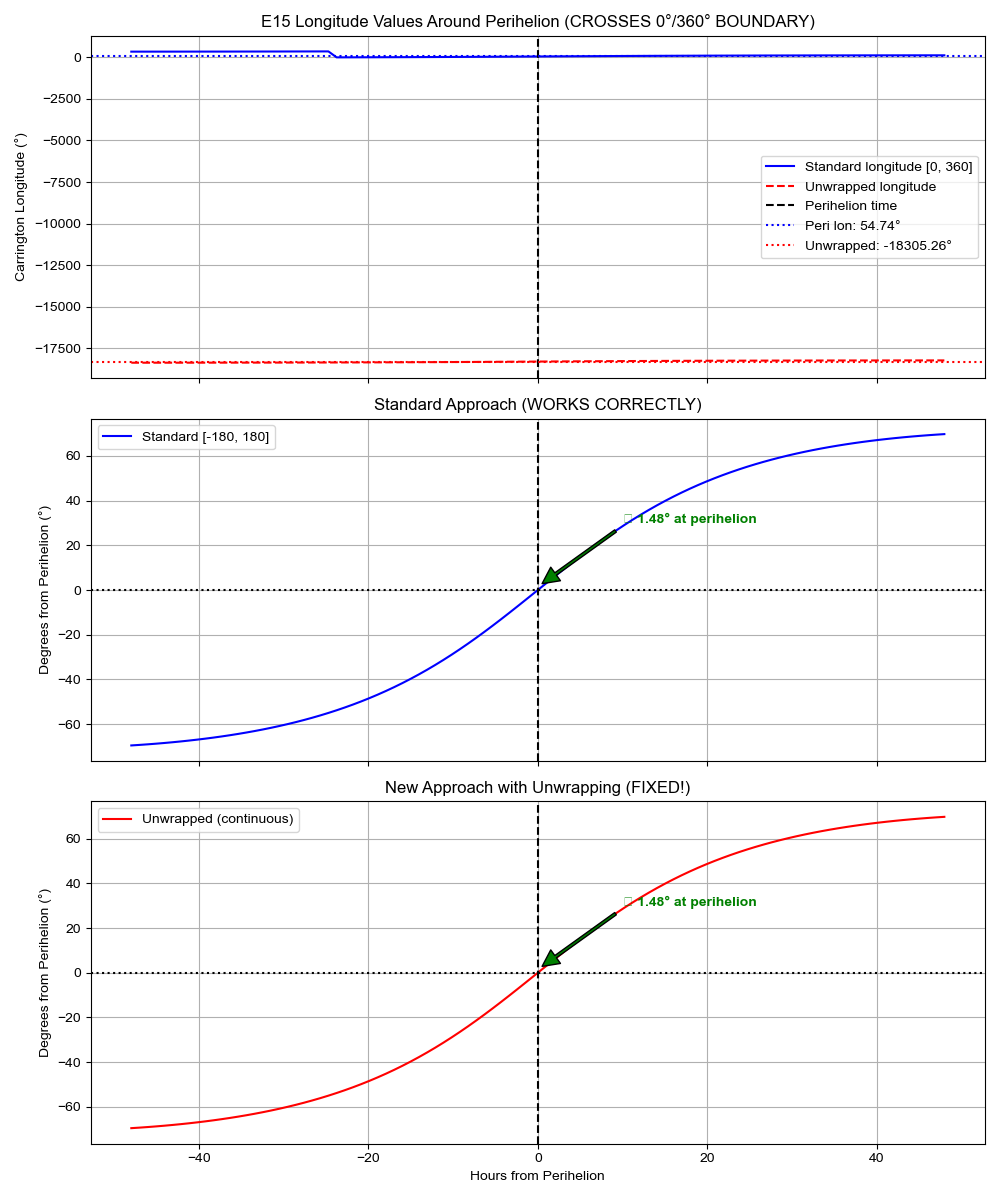 E15 Longitude Values Around Perihelion (CROSSES 0°/360° BOUNDARY)
0
−2500
−5000
−7500
−10000
−12500
−15000
−17500
Carrington Longitude (°)
Standard longitude [0, 360]
Unwrapped longitude
Perihelion time
Peri lon: 54.74°
Unwrapped: -18305.26°
Standard Approach (WORKS CORRECTLY)
60
40
20
0
−20
−40
−60
Degrees from Perihelion (°)
Standard [-180, 180]
1.48° at perihelion
New Approach with Unwrapping (FIXED!)
60
40
20
0
−20
−40
−60
Degrees from Perihelion (°)
Unwrapped (continuous)
1.48° at perihelion
−40
−20
0
20
40
Hours from Perihelion